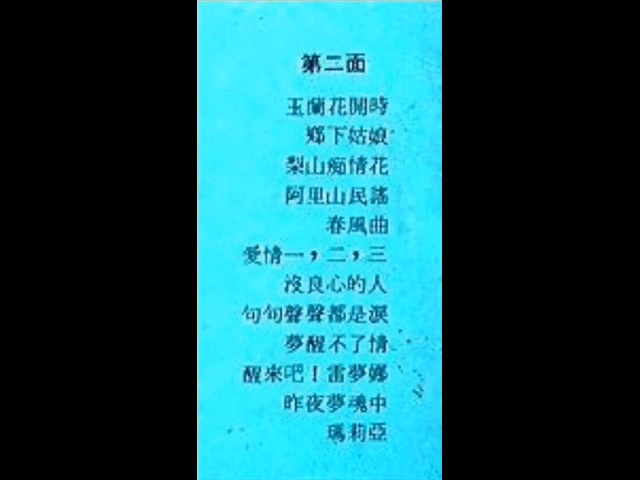 第二面
玉蘭花開時
鄉下姑娘
梨山痴情花
阿里山民謠
春風曲
愛情一，二，三
沒良心的人
句句聲聲都是淚
夢醒不了情
醒來吧！雷夢娜
昨夜夢魂中
瑪莉亞